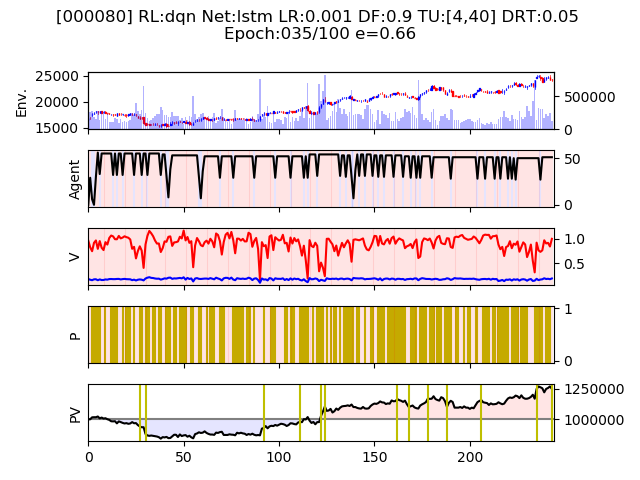 [000080] RL:dqn Net:lstm LR:0.001 DF:0.9 TU:[4,40] DRT:0.05
Epoch:035/100 e=0.66
Env.
25000
20000
15000
500000
0
Agent
50
0
V
1.0
0.5
P
1
0
PV
1250000
1000000
0 50 100 150 200